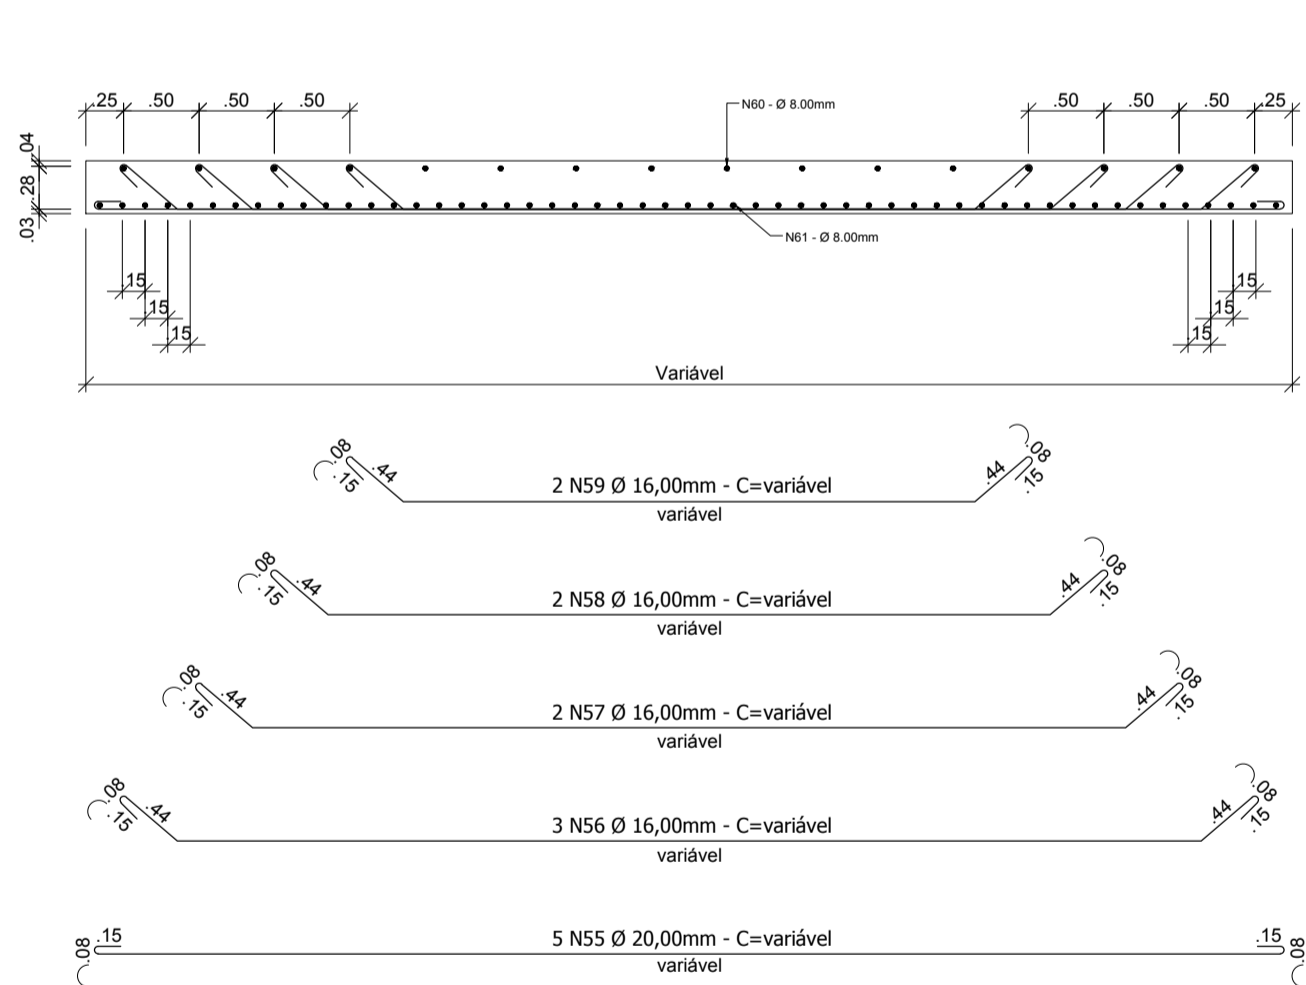 .25 .50 .50 .50 N60 - Ø 8.00mm .50 .50 .50 .25
.04
.28
.03
N61 - Ø 8.00mm
.15 .15
.15 .15
.15 .15
Variável
.08 .44 2 N59 Ø 16,00mm - C=variável .44 .08
.15 variável .15
.08 .44 2 N58 Ø 16,00mm - C=variável .44 .08
.15 variável .15
.08 .44 2 N57 Ø 16,00mm - C=variável .44 .08
.15 variável .15
.08 .44 3 N56 Ø 16,00mm - C=variável .44 .08
.15 variável .15
.15 5 N55 Ø 20,00mm - C=variável .15
.08 variável .08